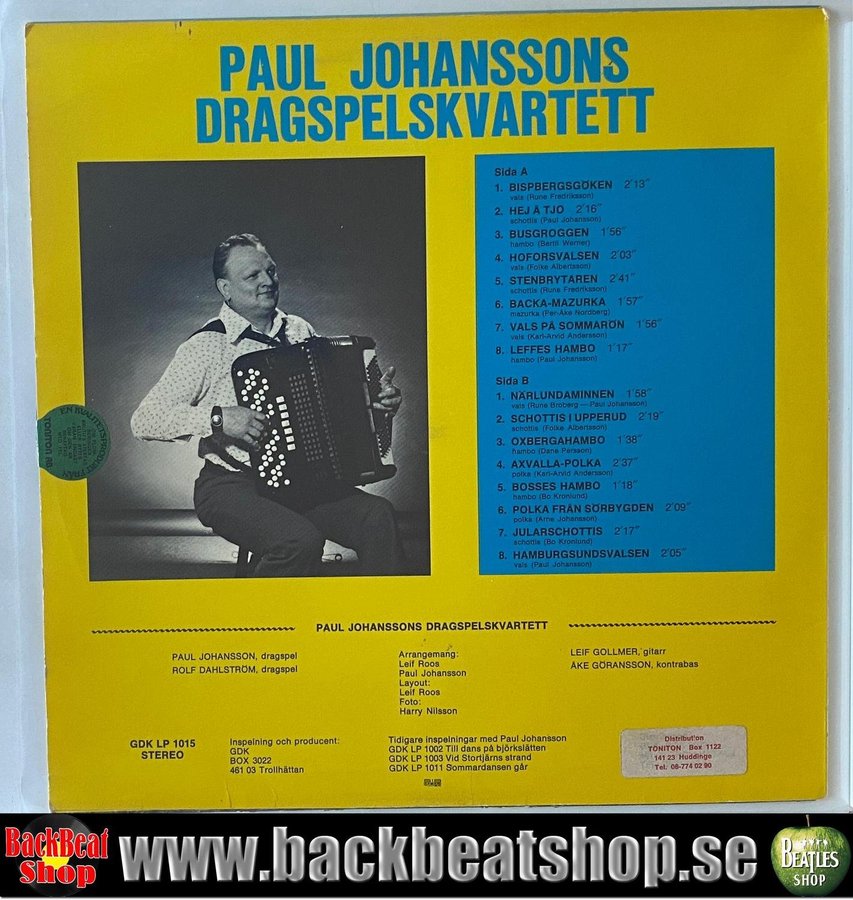 PAUL JOHANSSONS
DRAGSPELSKVARTETT
Sida A
1. BISPBERGSGÖKEN 2'13"
vals (Rune Fredriksson)
2. HEJ Å TJO 2'16"
schottis (Paul Johansson)
3. BUSGROGGEN 1'56"
hambo (Bertil Werner)
4. HOFORSVALSEN 2'03"
vals (Folke Albertsson)
5. STENBRYTAREN 2'41"
schottis (Rune Fredriksson)
6. BACKA-MAZURKA 1'57"
mazurka (Per-Åke Nordberg)
7. VALS PÅ SOMMARÖN 1'56"
vals (Karl-Arvid Andersson)
8. LEFFES HAMBO 1'17"
hambo (Paul Johansson)
Sida B
1. NÄRLUNDAMINNEN 1'58"
vals (Rune Broberg — Paul Johansson)
2. SCHOTTIS I UPPERUD 2'19"
schottis (Folke Albertsson)
3. OXBERGAHAMBO 1'38"
hambo (Dane Persson)
4. AXVALLA-POLKA 2'37"
polka (Karl-Arvid Andersson)
5. BOSSES HAMBO 1'18"
hambo (Bo Kronlund)
6. POLKA FRÅN SÖRBYGDEN 2'09"
polka (Arne Johansson)
7. JULARSCHOTTIS 2'17"
schottis (Bo Kronlund)
8. HAMBURGSUNDSVALSEN 2'05"
vals (Paul Johansson)
EN KVALITETSPRODUKT FRÅN
PAUL JOHANSSONS DRAGSPELSKVARTETT
PAUL JOHANSSON, dragspel
ROLF DAHLSTRÖM, dragspel
Arrangemang:
Leif Roos
Paul Johansson
Layout:
Leif Roos
Foto:
Harry Nilsson
LEIF GOLLMER, gitarr
ÅKE GÖRANSSON, kontrabas
GDK LP 1015
STEREO
Inspelning och producent:
GDK
BOX 3022
461 03 Trollhättan
Tidigare inspelningar med Paul Johansson
GDK LP 1002 Till dans på björkslätten
GDK LP 1003 Vid Stortjärns strand
GDK LP 1011 Sommardansen går
Distribution
TONITON Box 1122
141 23 Huddinge
Tel. 08-774 02 90
BackBeat
Shop
www.backbeatshop.se
BEATLES
SHOP